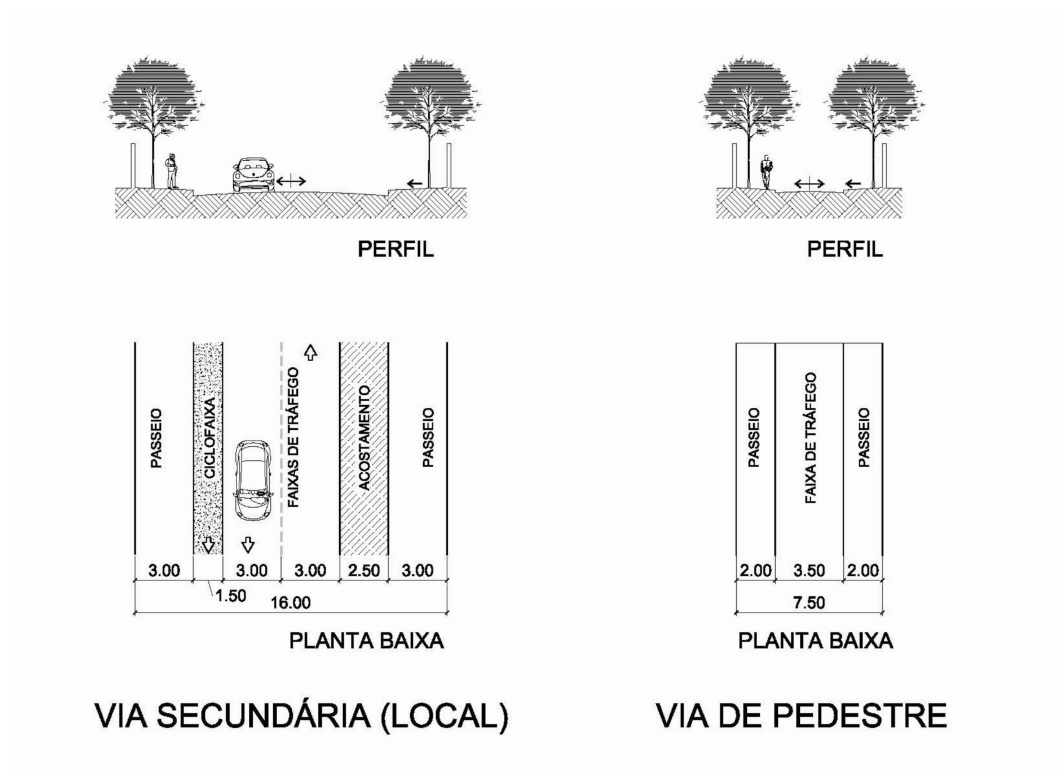 PERFIL
PERFIL
PASSEIO
CICLOFAIXA
FAIXAS DE TRÁFEGO
ACOSTAMENTO
PASSEIO
3.00
3.00
3.00
2.50
3.00
1.50
16.00
PLANTA BAIXA
PASSEIO
FAIXA DE TRÁFEGO
PASSEIO
2.00
3.50
2.00
7.50
PLANTA BAIXA
VIA SECUNDÁRIA (LOCAL)
VIA DE PEDESTRE